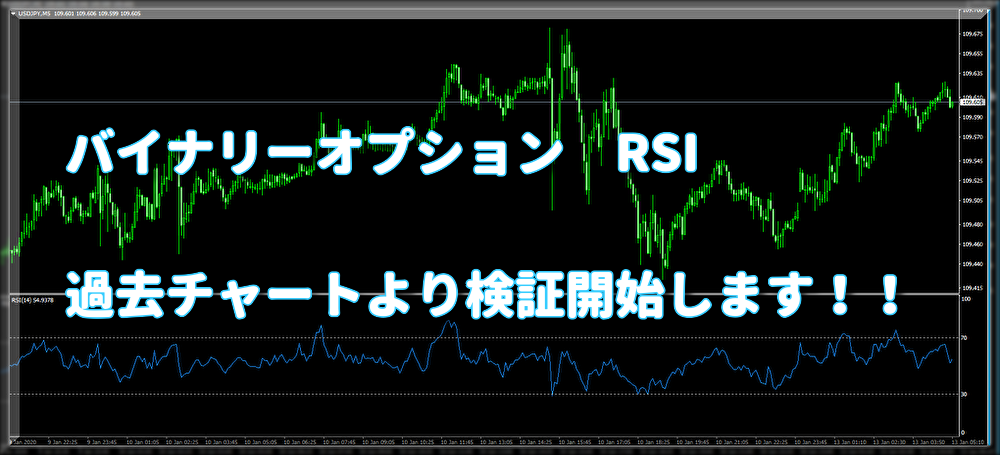 USDJPY,M5 109.601 109.606 109.599 109.605
109.700
109.675
109.655
109.635
109.610
109.605
109.590
109.570
バイナリーオプション RSI
109.545
109.525
109.505
109.480
109.460
109.440
109.415
過去チャートより検証開始します！！
RSI(14) 54.9378
100
70
30
0
9 Jan 2020
9 Jan 22:25
9 Jan 23:45
10 Jan 01:05
10 Jan 02:25
10 Jan 03:45
10 Jan 05:05
10 Jan 06:25
10 Jan 07:45
10 Jan 09:05
10 Jan 10:25
10 Jan 11:45
10 Jan 13:05
10 Jan 14:25
10 Jan 15:45
10 Jan 17:05
10 Jan 18:25
10 Jan 19:45
10 Jan 21:05
10 Jan 22:25
10 Jan 23:45
13 Jan 01:10
13 Jan 02:30
13 Jan 03:50
13 Jan 05:10